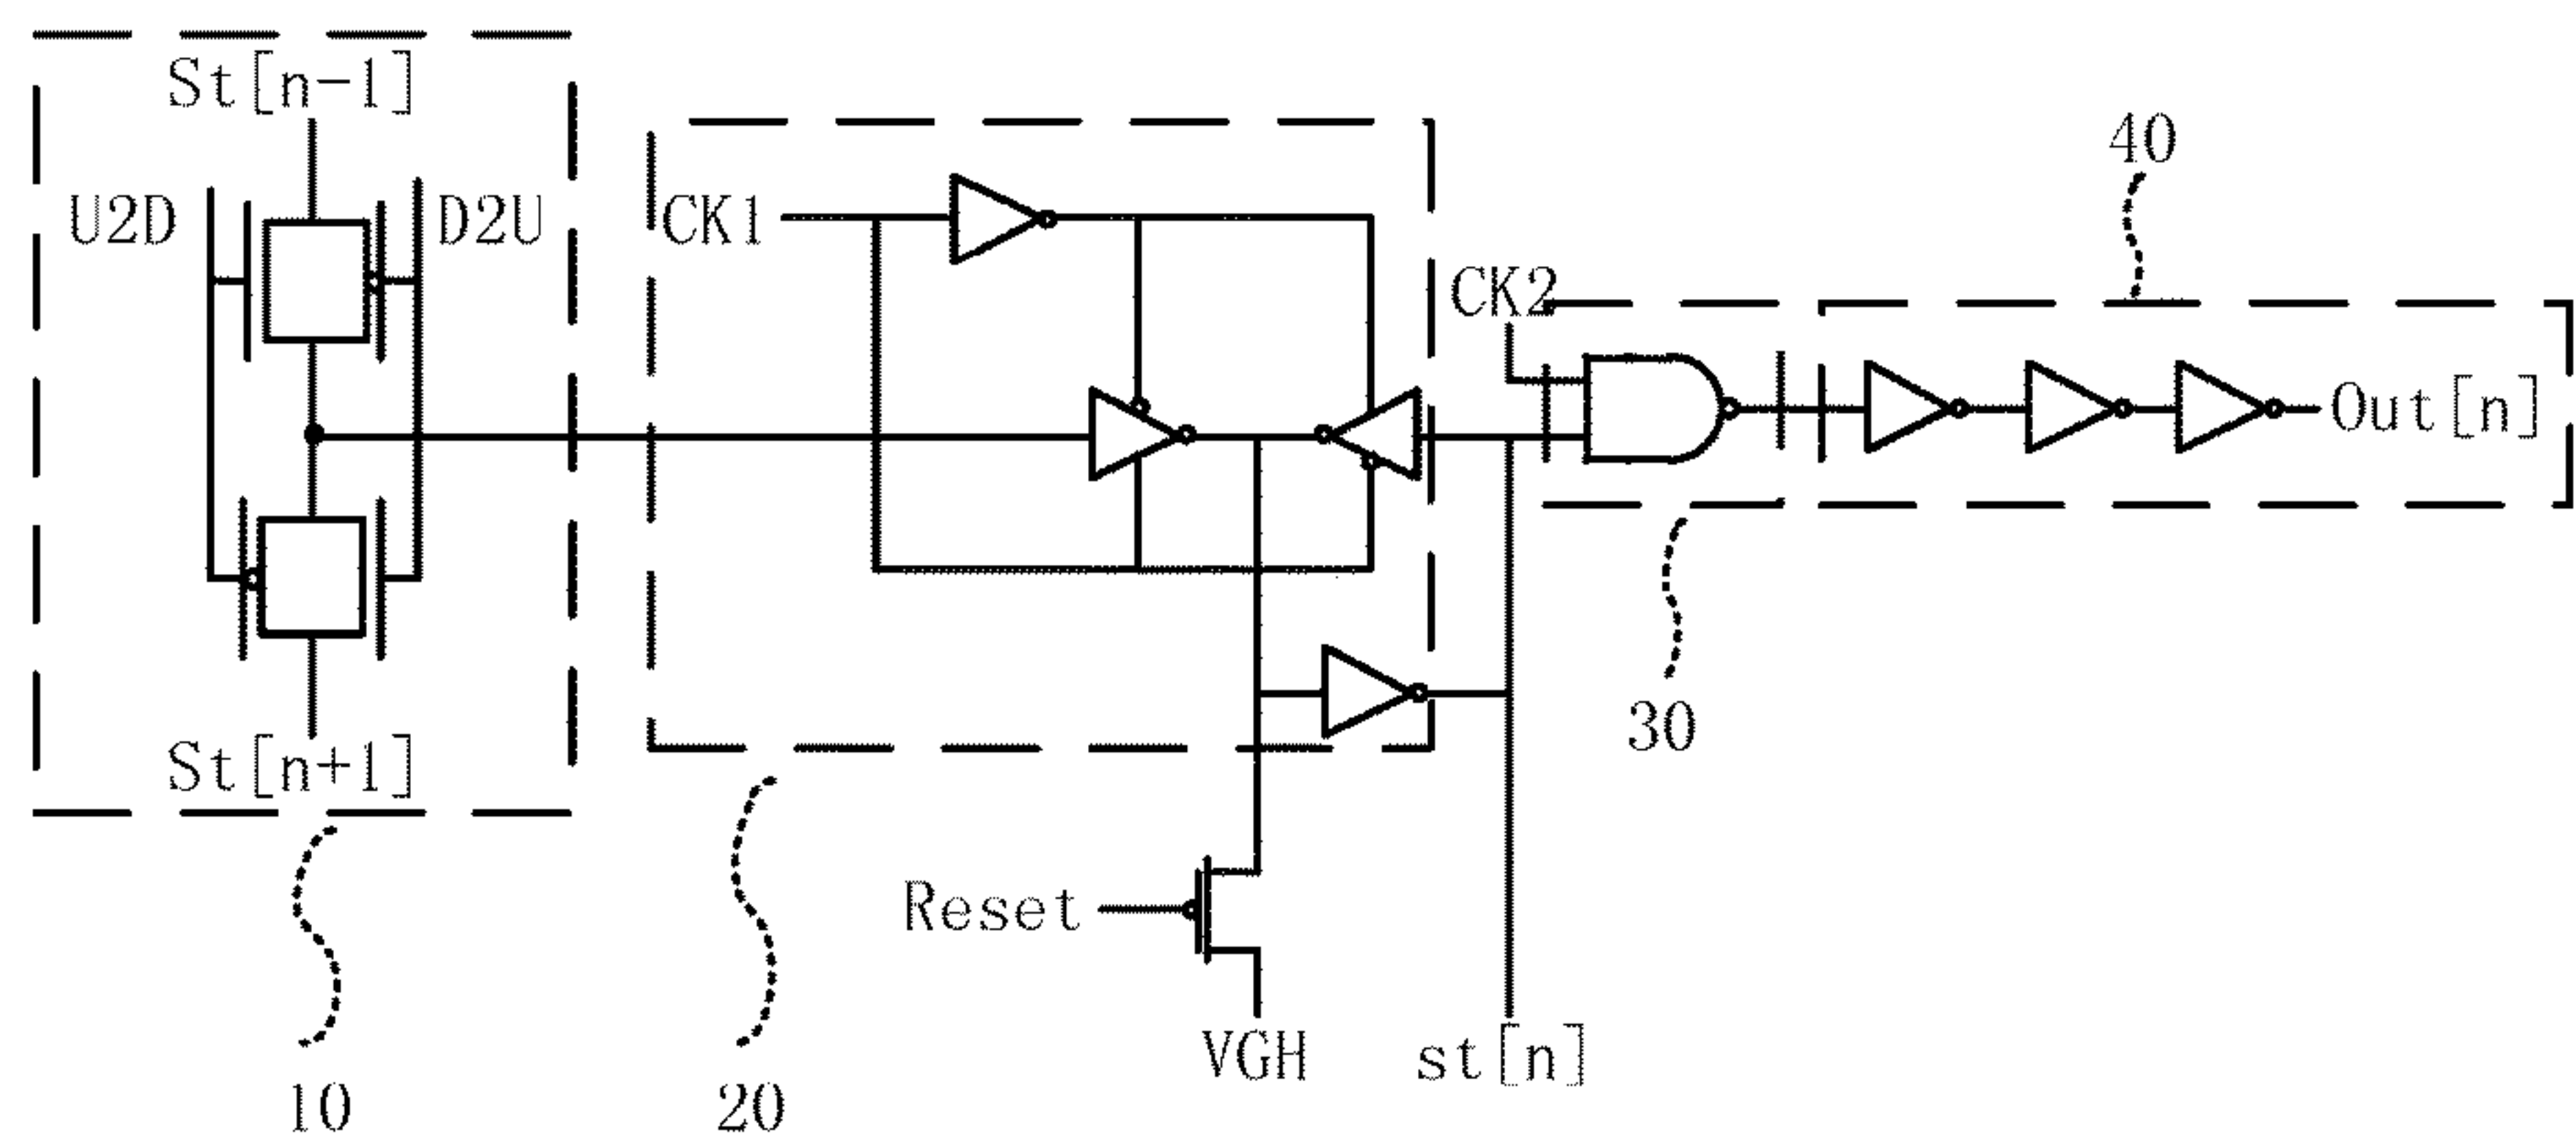 St[n-1]
U2D
D2U
CK1
CK2
40
Out[n]
30
St[n+1]
Reset
VGH
st[n]
10
20